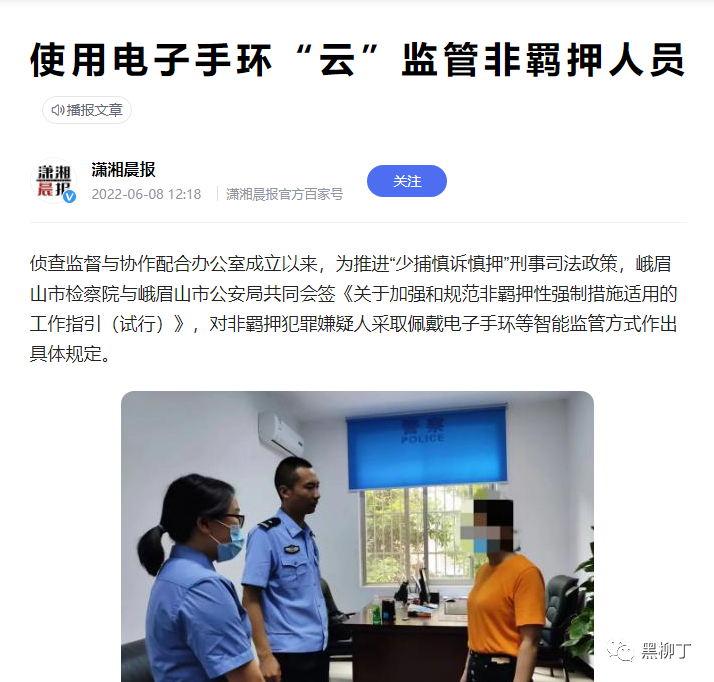 使用电子手环“云”监管非羁押人员
播报文章
潇湘晨报
潇湘晨报
2022-06-08 12:18
潇湘晨报官方百家号
关注
侦查监督与协作配合办公室成立以来，为推进“少捕慎诉慎押”刑事司法政策，峨眉
山市检察院与峨眉山市公安局共同会签《关于加强和规范非羁押性强制措施适用的
工作指引（试行）》，对非羁押犯罪嫌疑人采取佩戴电子手环等智能监管方式作出
具体规定。
警察
POLICE
黑柳丁